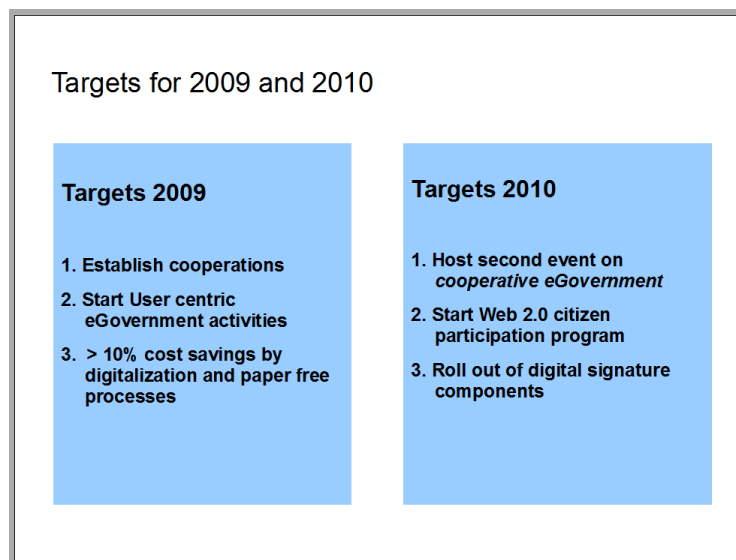 Targets for 2009 and 2010
Targets 2009
1. Establish cooperations
2. Start User centric
eGovernment activities
3.  > 10% cost savings by
digitalization and paper free
processes
Targets 2010
1. Host second event on
cooperative eGovernment
2. Start Web 2.0 citizen
participation program
3. Roll out of digital signature
components